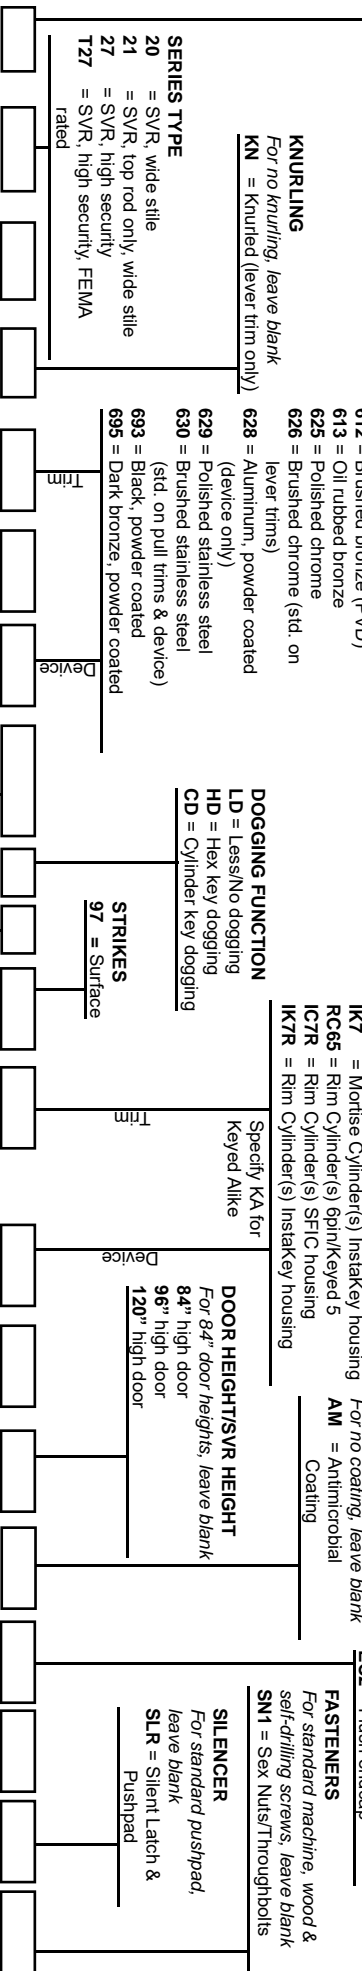 SERIES TYPE
20 = SVR, wide stile
21 = SVR, top rod only, wide stile
27 = SVR, high security
T27 = SVR, high security, FEMA
rated
KNURLING
For no knurling, leave blank
KN = Knurled (lever trim only)
612 = Brushed bronze (PVD)
613 = Oil rubbed bronze
625 = Polished chrome
626 = Brushed chrome (std. on
lever trims)
628 = Aluminum, powder coated
(device only)
629 = Polished stainless steel
630 = Brushed stainless steel
(std. on pull trims & device)
693 = Black, powder coated
695 = Dark bronze, powder coated
Trim
Device
DOGGING FUNCTION
LD = Less/No dogging
HD = Hex key dogging
CD = Cylinder key dogging
STRIKES
97 = Surface
IK7 = Mortise Cylinder(s) InstaKey housing
RC65 = Rim Cylinder(s) 6pin/Keyed 5
IC7R = Rim Cylinder(s) SFIC housing
IK7R = Rim Cylinder(s) InstaKey housing
Specify KA for
Keyed Alike
Trim
Device
DOOR HEIGHT/SVR HEIGHT
For 84” door heights, leave blank
84” high door
96” high door
120” high door
For no coating, leave blank
AM = Antimicrobial
Coating
FASTENERS
For standard machine, wood &
self-drilling screws, leave blank
SN1 = Sex Nuts/Throughbolts
SILENCER
For standard pushpad,
leave blank
SLR = Silent Latch &
Pushpad